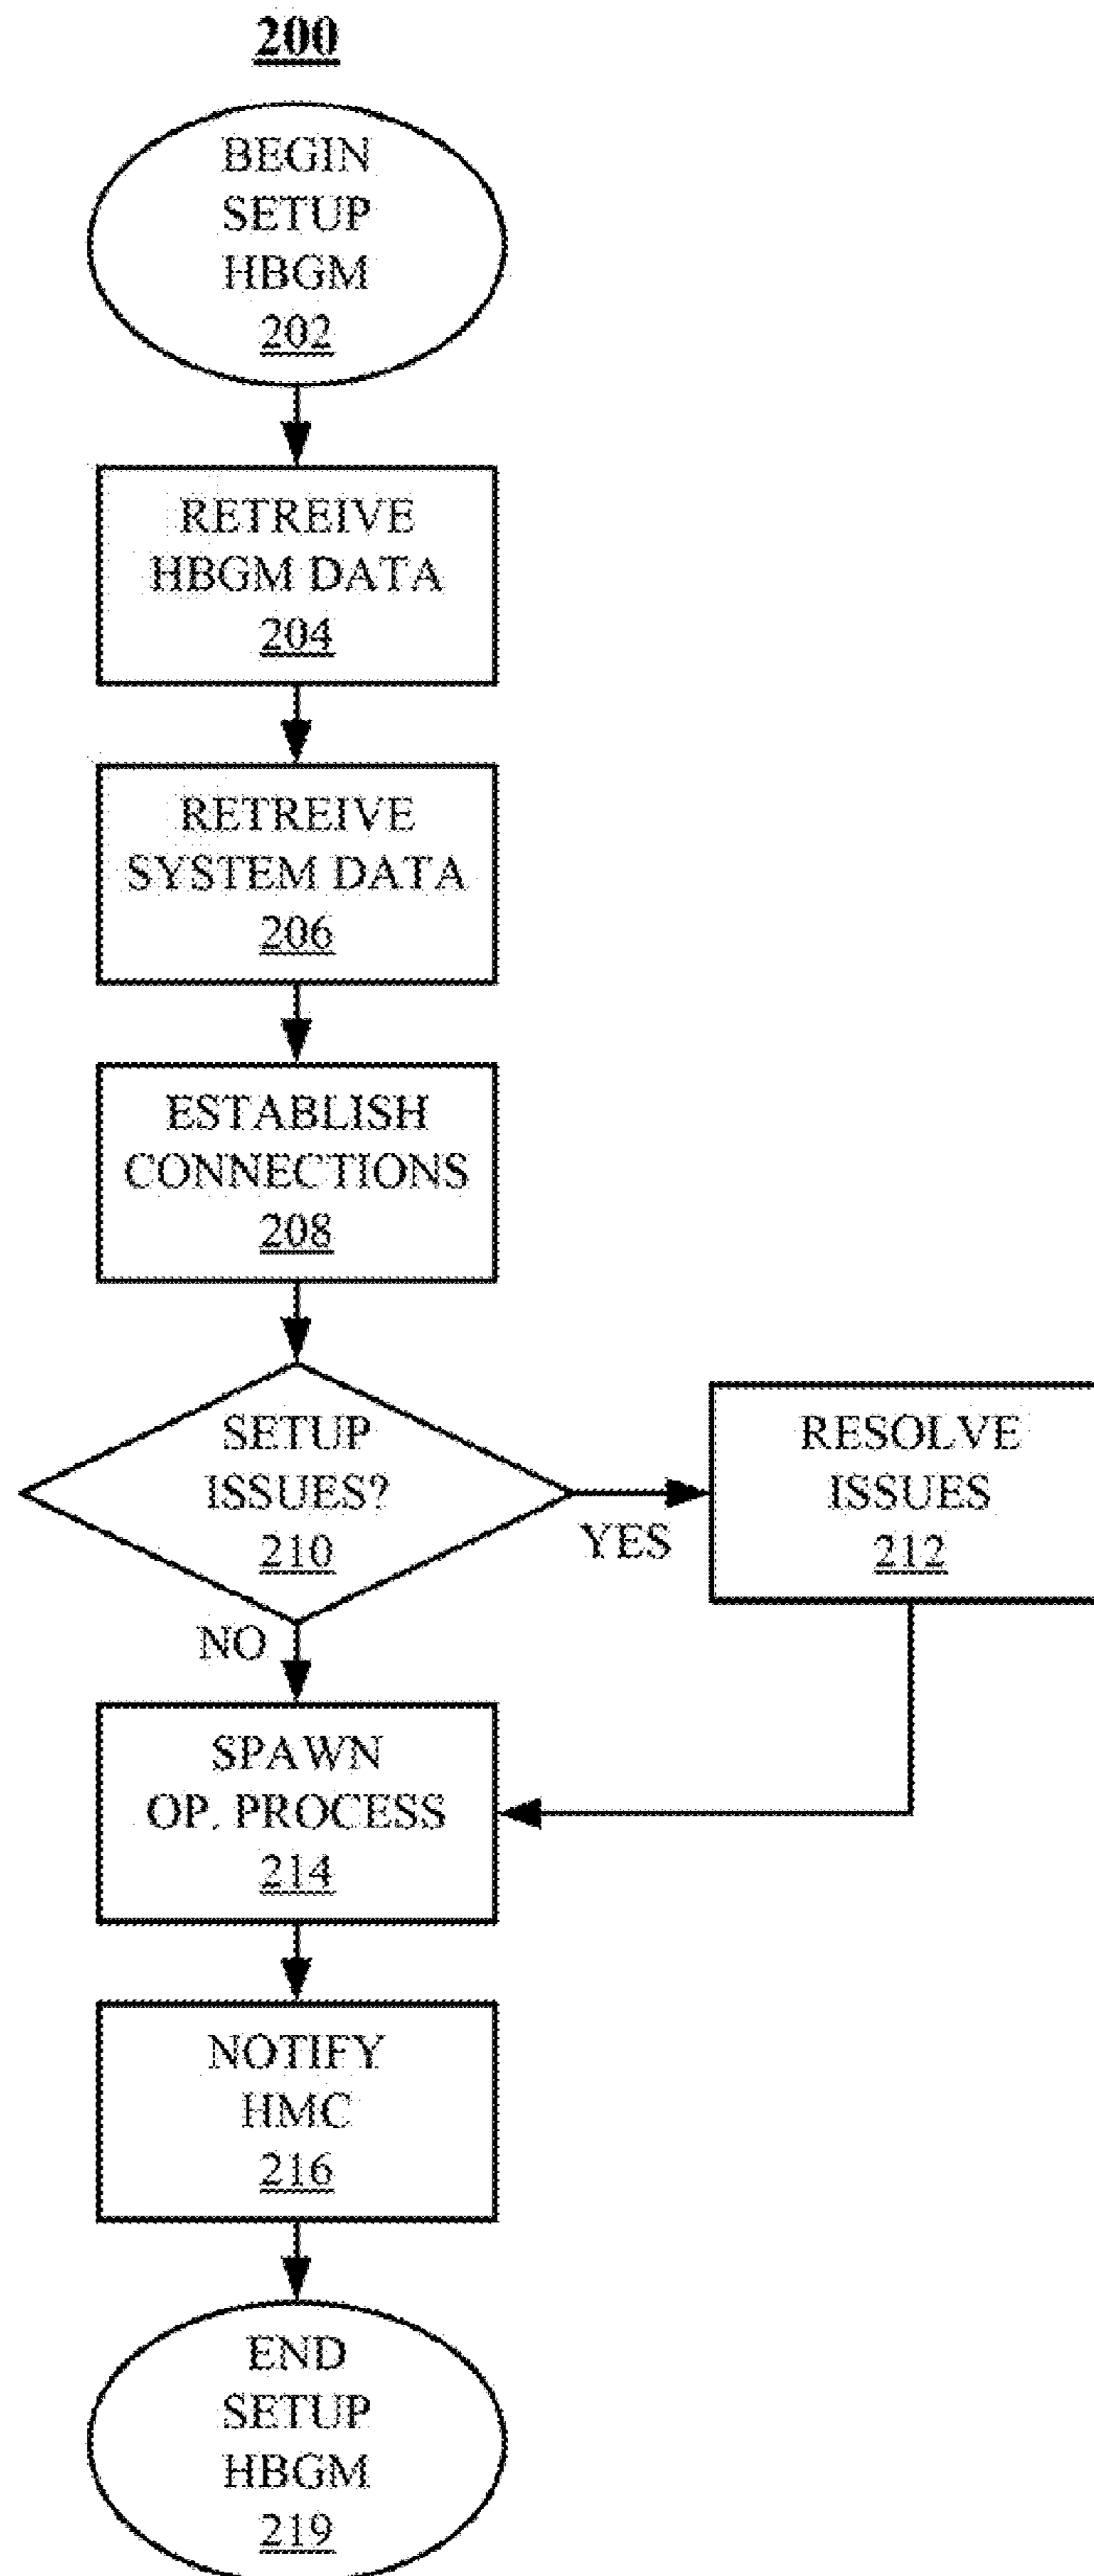 200
BEGIN
SETUP
HBGM
202
RETREIVE
HBGM DATA
204
RETREIVE
SYSTEM DATA
206
ESTABLISH
CONNECTIONS
208
SETUP
ISSUES?
210
YES
RESOLVE
ISSUES
212
NO
SPAWN
OP. PROCESS
214
NOTIFY
HMC
216
END
SETUP
HBGM
219